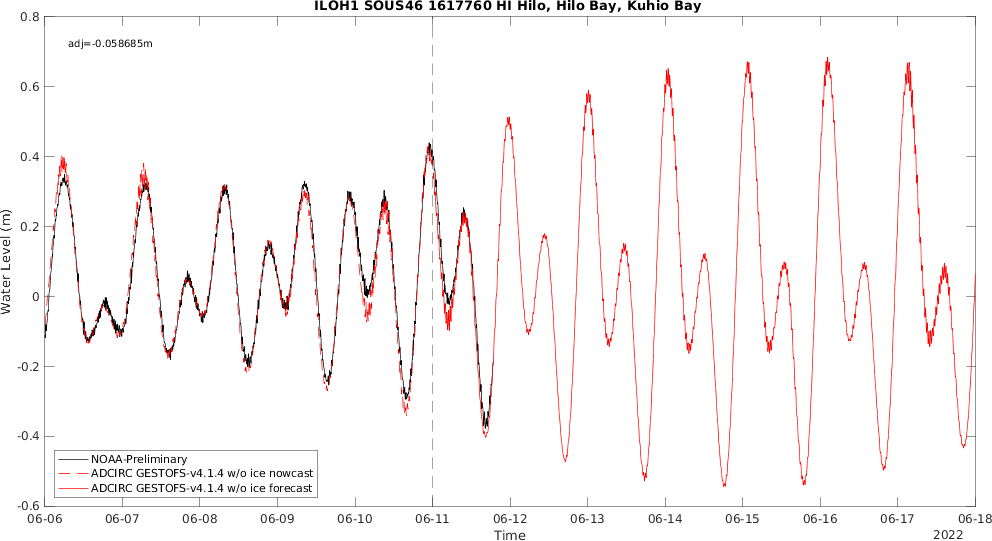 ILOH1 SOUS46 1617760 HI Hilo, Hilo Bay, Kuhio Bay
adj=-0.058685m
0.8
0.6
0.4
0.2
0
-0.2
-0.4
-0.6
Water Level (m)
NOAA-Preliminary
ADCIRC GESTOFS-v4.1.4 w/o ice nowcast
ADCIRC GESTOFS-v4.1.4 w/o ice forecast
06-06 06-07 06-08 06-09 06-10 06-11 06-12 06-13 06-14 06-15 06-16 06-17 06-18
Time
2022